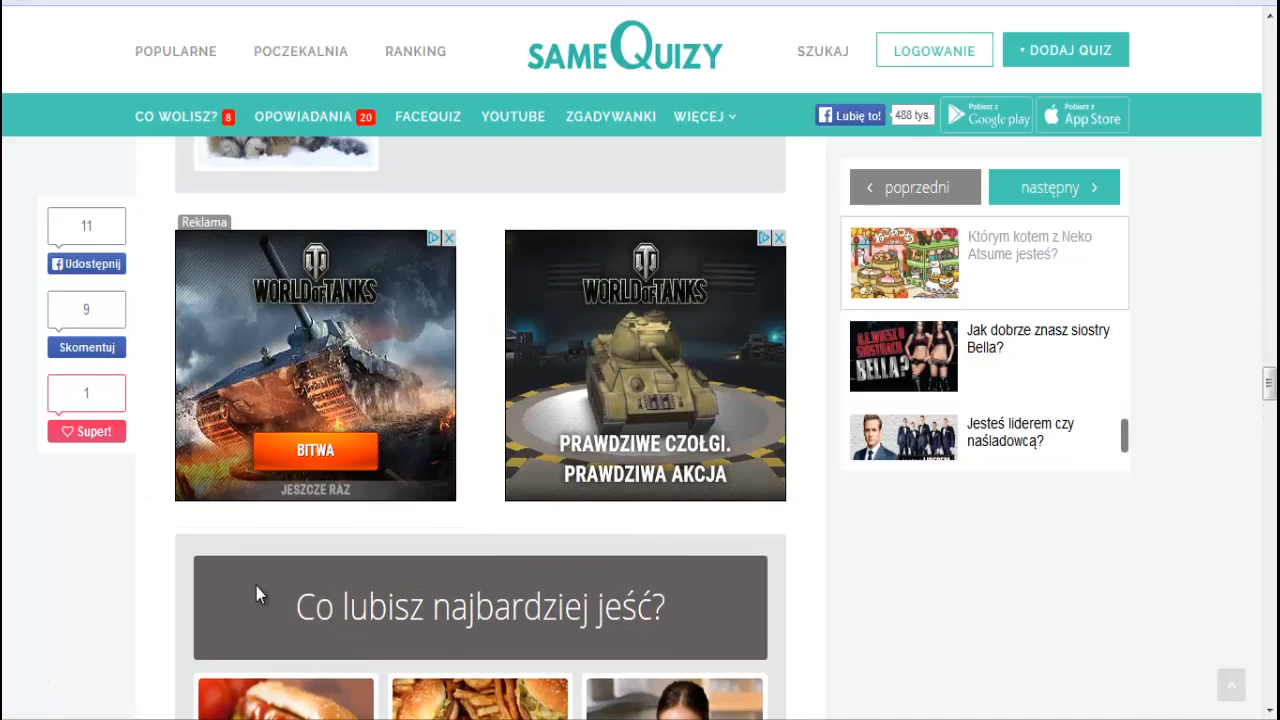 POPULARNE
POCZEKALNIA
RANKING
SAMEQUIZY
SZUKAJ
LOGOWANIE
+ DODAJ QUIZ
CO WOLISZ? 8
OPOWIADANIA 20
FACEQUIZ
YOUTUBE
ZGADYWANKI
WIĘCEJ
Lubię to!
488 tys.
Pobierz z
Google play
Pobierz z
App Store
11
Udostępnij
9
Skomentuj
1
Super!
Reklama
WORLD OF TANKS
BITWA
JESZCZE RAZ
WORLD OF TANKS
PRAWDZIWE CZOŁGI.
PRAWDZIWA AKCJA
Co lubisz najbardziej jeść?
poprzedni
następny
Którym kotem z Neko
Atsume jesteś?
SIOSTRACH
BELLA?
Jak dobrze znasz siostry
Bella?
Jesteś liderem czy
naśladowcą?